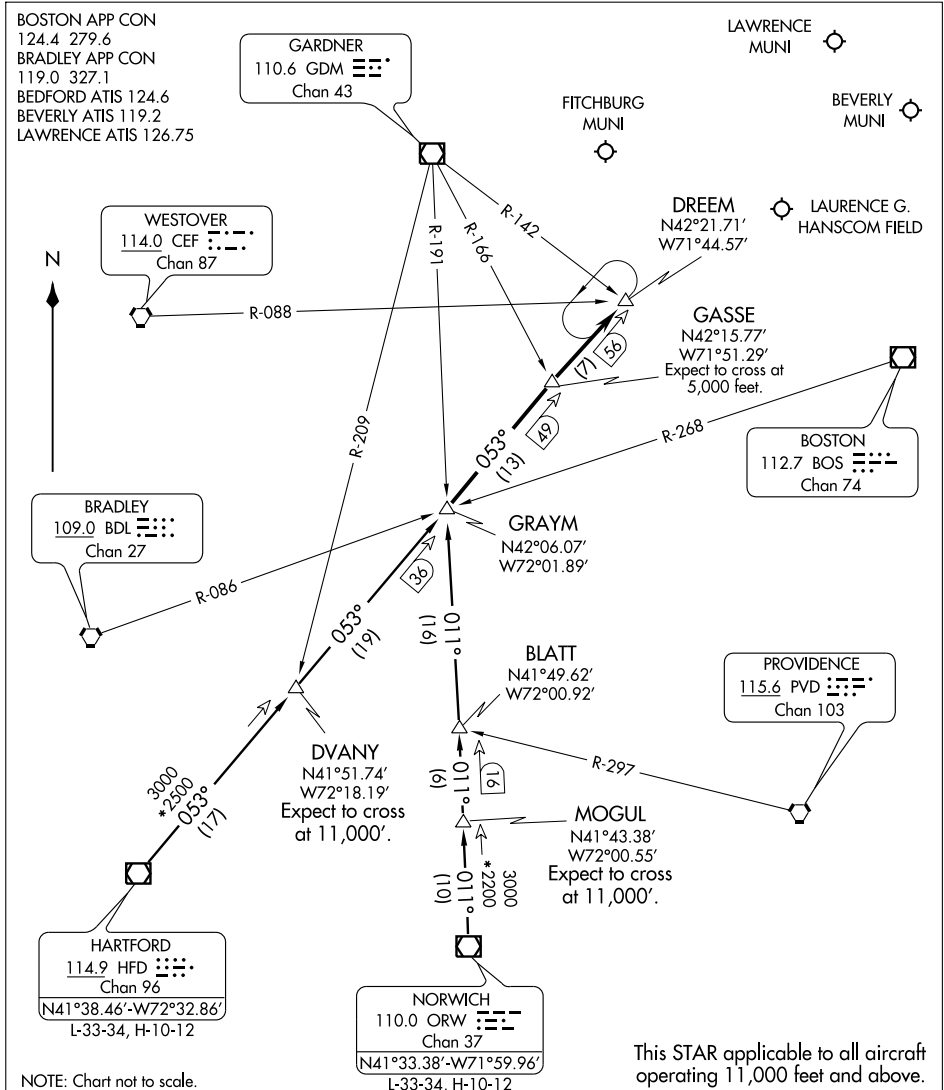 BOSTON APP CON
124.4 279.6
BRADLEY APP CON
119.0 327.1
BEDFORD ATIS 124.6
BEVERLY ATIS 119.2
LAWRENCE ATIS 126.75
GARDNER
110.6 GDM
Chan 43
LAWRENCE
MUNI
FITCHBURG
MUNI
BEVERLY
MUNI
WESTOVER
114.0 CEF
Chan 87
N
R-142
R-166
R-191
R-209
R-088
DREEM
N42°21.71'
W71°44.57'
LAURENCE G.
HANSCOM FIELD
GASSE
N42°15.77'
W71°51.29'
Expect to cross at
5,000 feet.
56
(7)
49
053°
(13)
R-268
BOSTON
112.7 BOS
Chan 74
BRADLEY
109.0 BDL
Chan 27
R-086
GRAYM
N42°06.07'
W72°01.89'
36
053°
(19)
011°
(16)
BLATT
N41°49.62'
W72°00.92'
PROVIDENCE
115.6 PVD
Chan 103
R-297
DVANY
N41°51.74'
W72°18.19'
Expect to cross
at 11,000'.
16
011°
(6)
MOGUL
N41°43.38'
W72°00.55'
Expect to cross
at 11,000'.
3000
*2500
053°
(17)
3000
*2200
011°
(10)
HARTFORD
114.9 HFD
Chan 96
N41°38.46'-W72°32.86'
L-33-34, H-10-12
NORWICH
110.0 ORW
Chan 37
N41°33.38'-W71°59.96'
L-33-34, H-10-12
This STAR applicable to all aircraft
operating 11,000 feet and above.
NOTE: Chart not to scale.